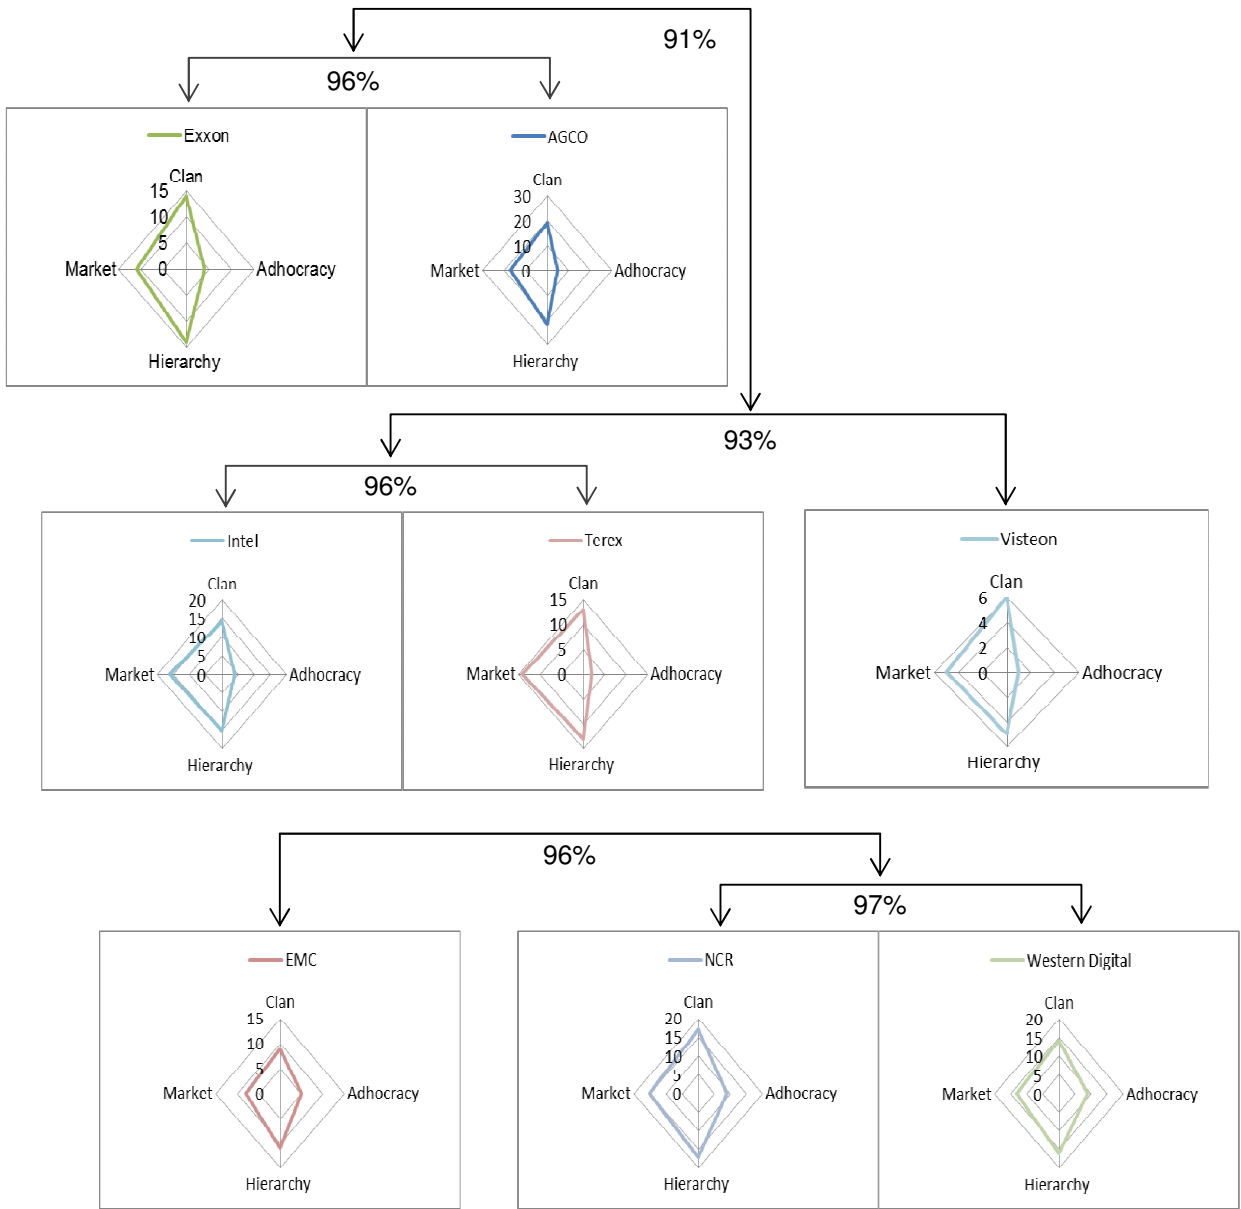 91%
96%
Exxon
Clan
15
10
5
0
Market
Adhocracy
Hierarchy
AGCO
Clan
30
20
10
0
Market
Adhocracy
Hierarchy
93%
96%
Intel
Clan
20
15
10
5
0
Market
Adhocracy
Hierarchy
Terex
Clan
15
10
5
0
Market
Adhocracy
Hierarchy
Visteon
Clan
6
4
2
0
Market
Adhocracy
Hierarchy
96%
97%
EMC
Clan
15
10
5
0
Market
Adhocracy
Hierarchy
NCR
Clan
20
15
10
5
0
Market
Adhocracy
Hierarchy
Western Digital
Clan
20
15
10
5
0
Market
Adhocracy
Hierarchy